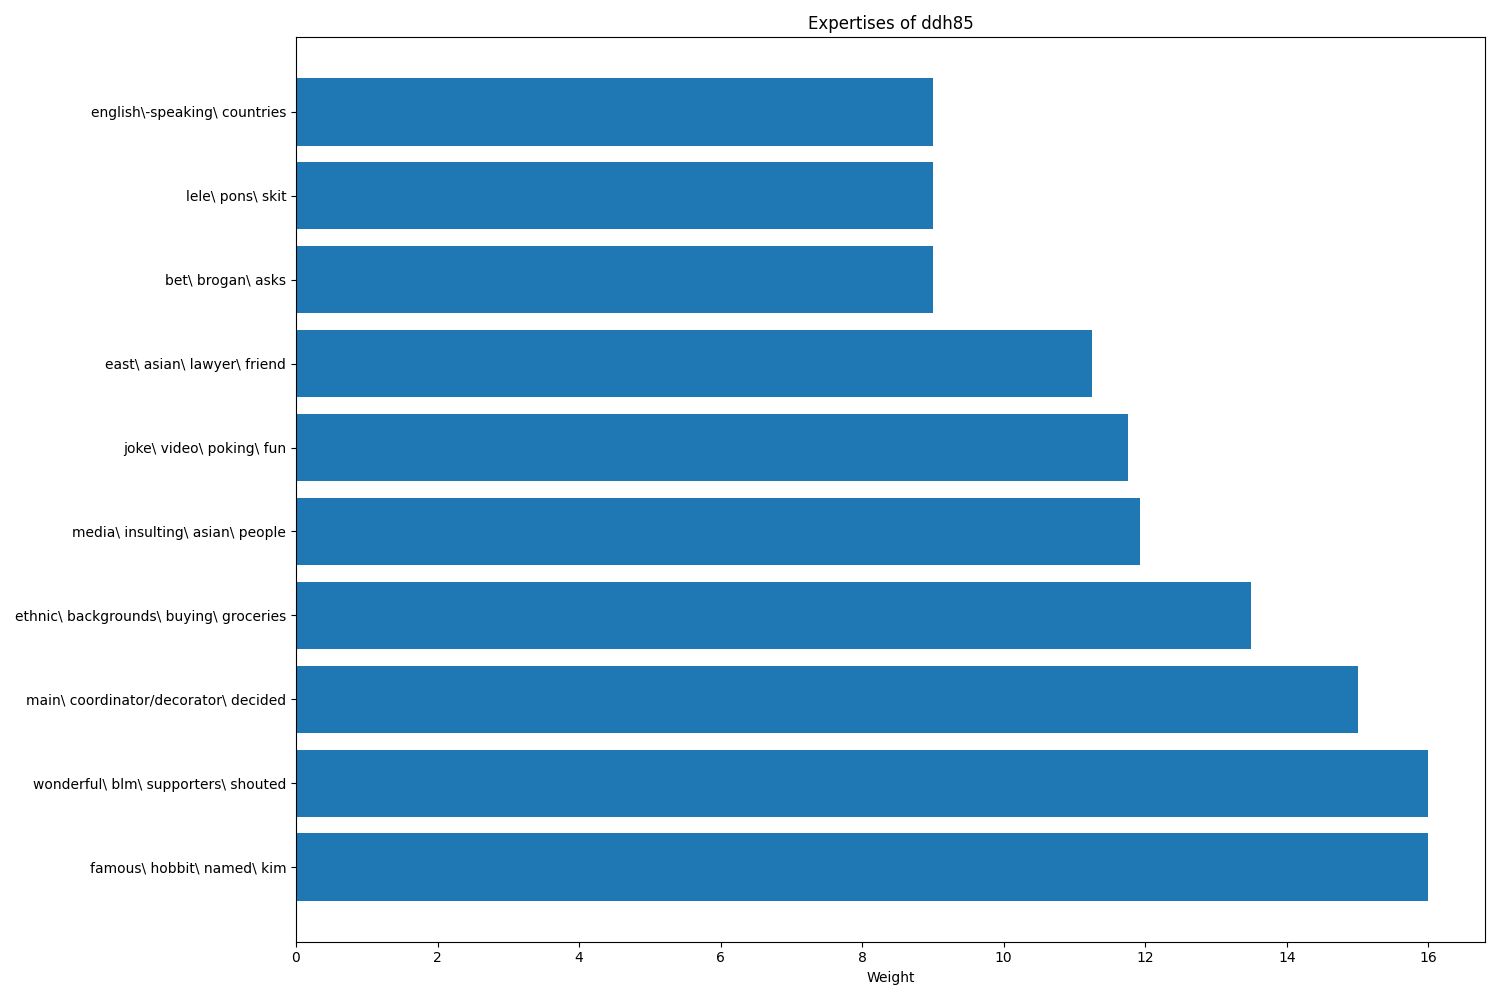 Expertises of ddh85
english\-speaking\ countries
lele\ pons\ skit
bet\ brogan\ asks
east\ asian\ lawyer\ friend
joke\ video\ poking\ fun
media\ insulting\ asian\ people
ethnic\ backgrounds\ buying\ groceries
main\ coordinator/decorator\ decided
wonderful\ blm\ supporters\ shouted
famous\ hobbit\ named\ kim
0 2 4 6 8 10 12 14 16
Weight